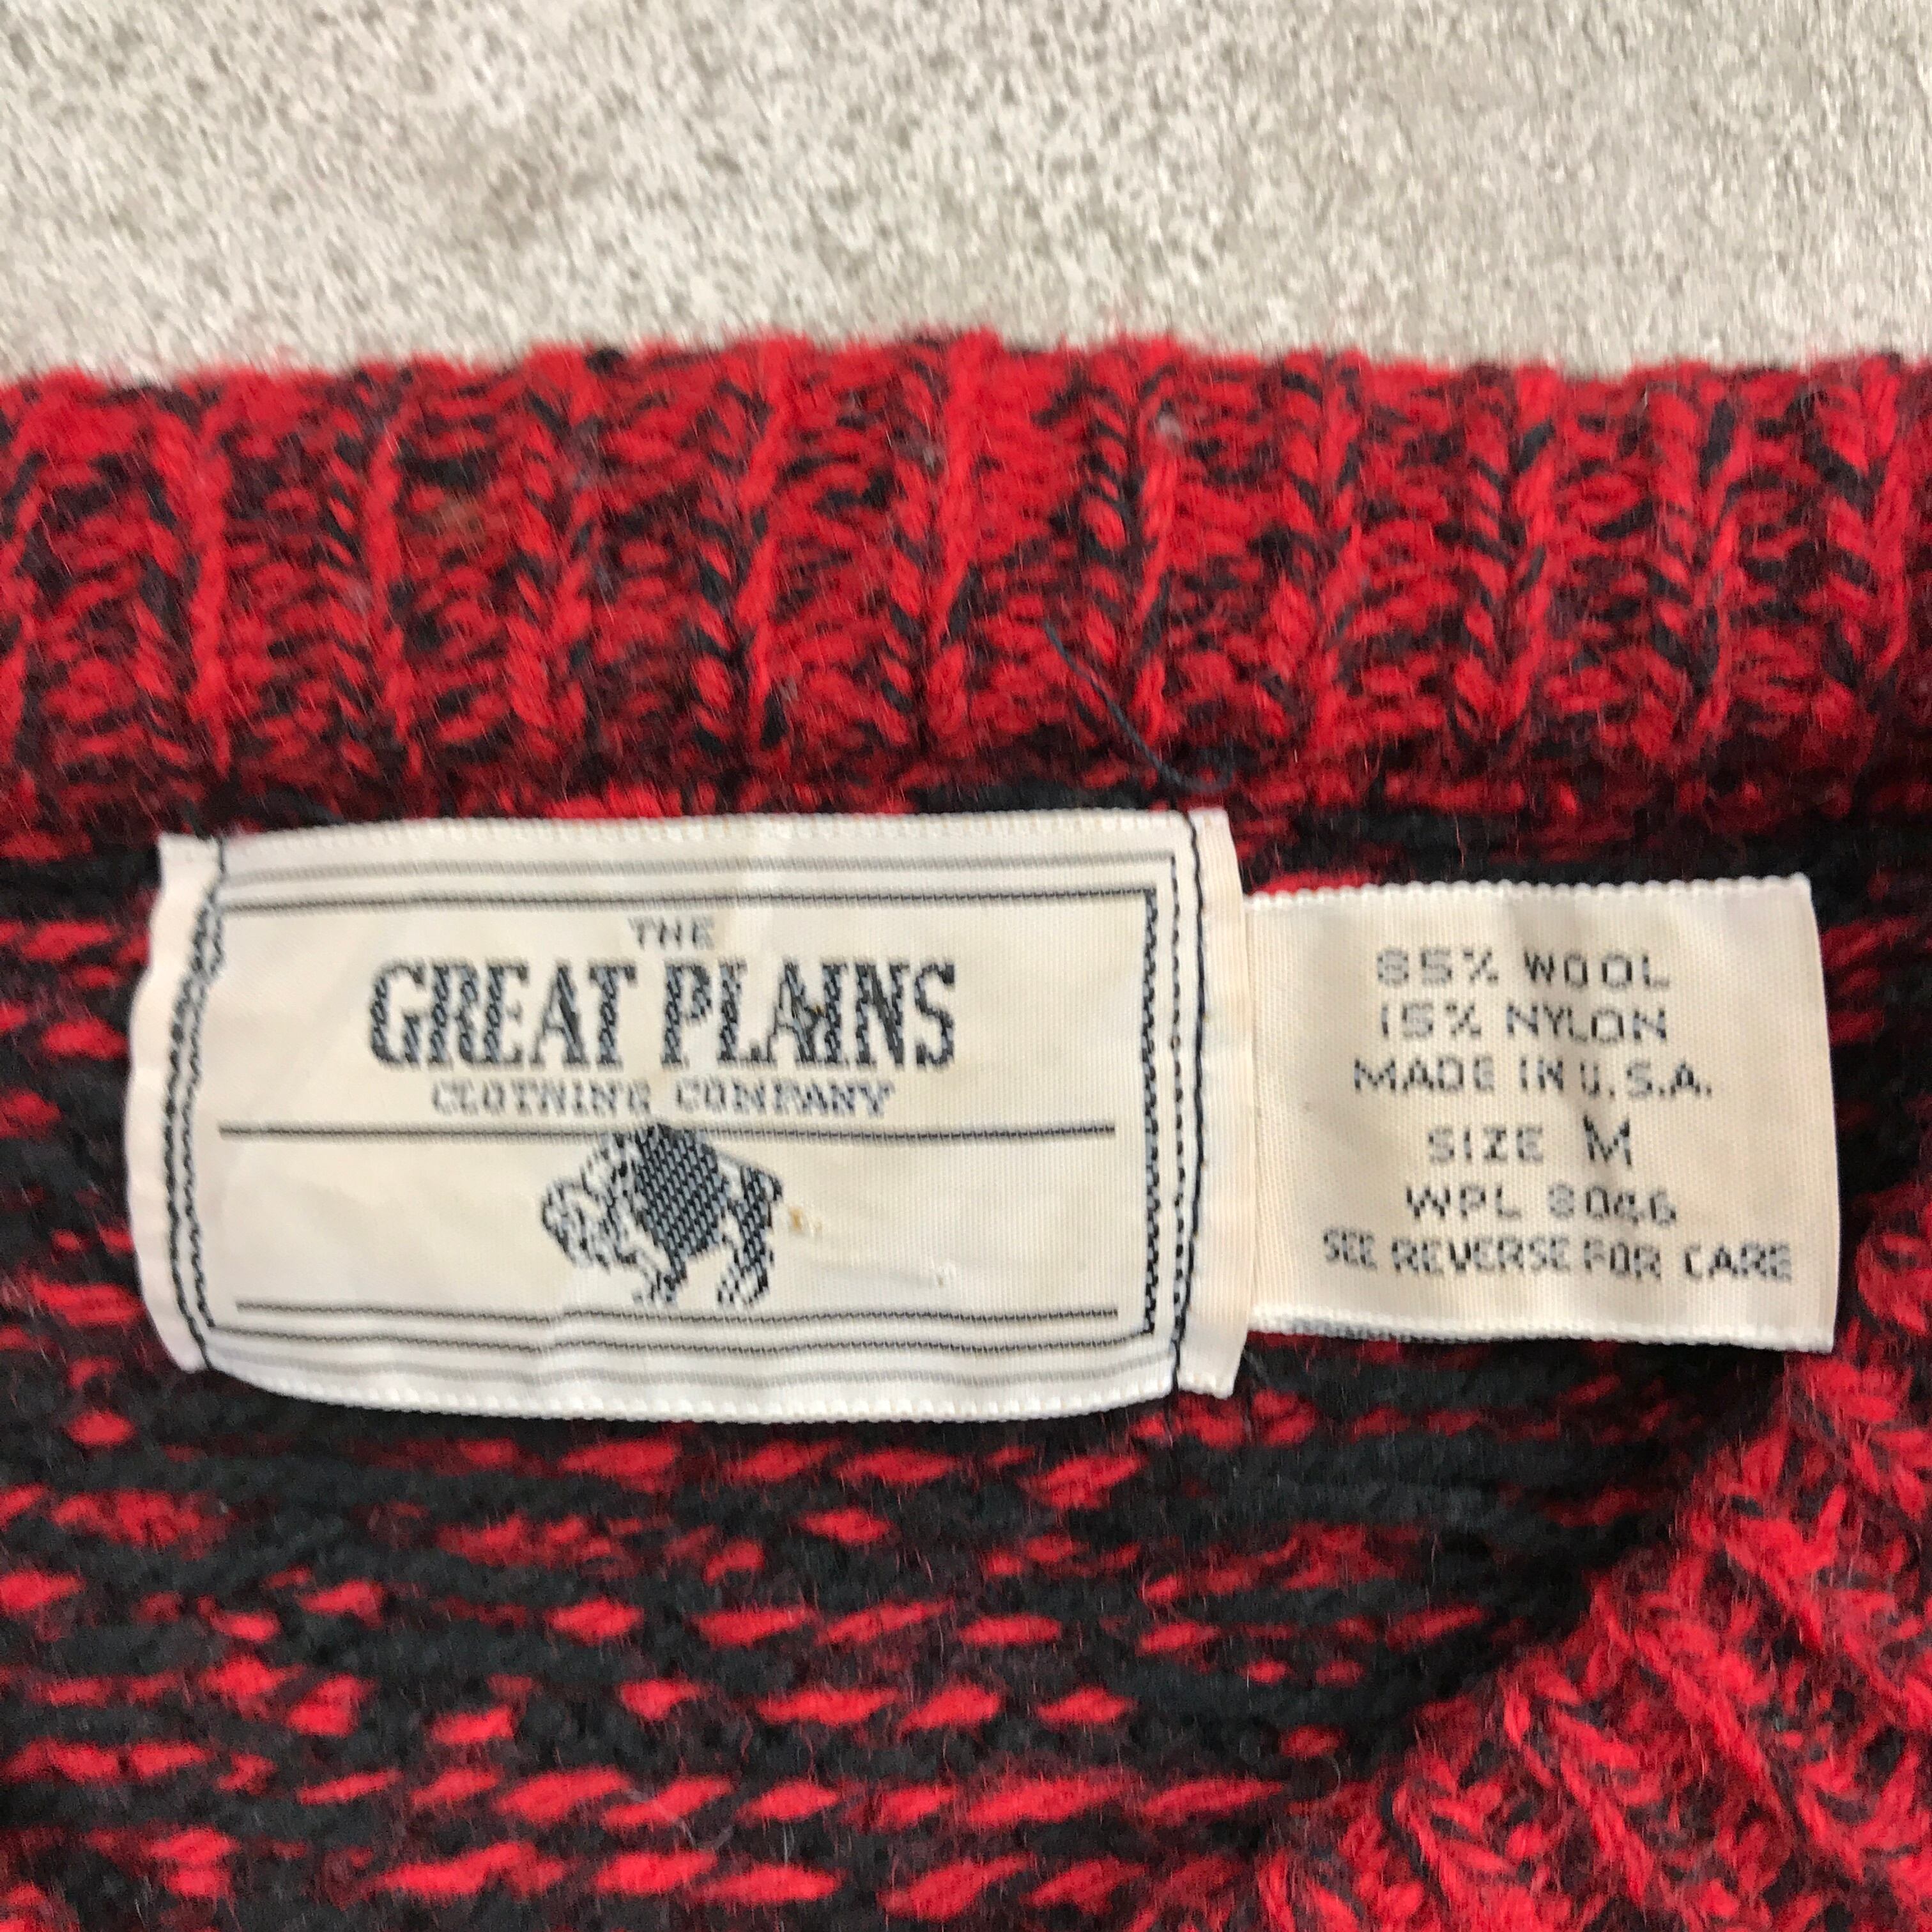 THE
GREAT PLAINS
CLOTHING COMPANY
85% WOOL
15% NYLON
MADE IN U.S.A.
SIZE M
WPL 8046
SEE REVERSE FOR CARE